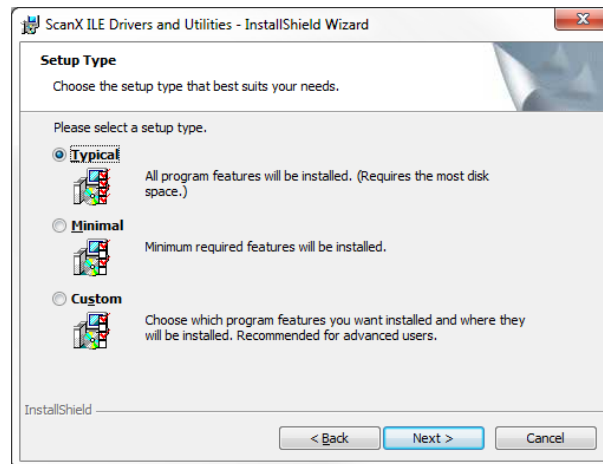 ScanX ILE Drivers and Utilities - InstallShield Wizard
Setup Type
Choose the setup type that best suits your needs.
Please select a setup type.
Typical
All program features will be installed. (Requires the most disk
space.)
Minimal
Minimum required features will be installed.
Custom
Choose which program features you want installed and where they
will be installed. Recommended for advanced users.
InstallShield
< Back
Next >
Cancel